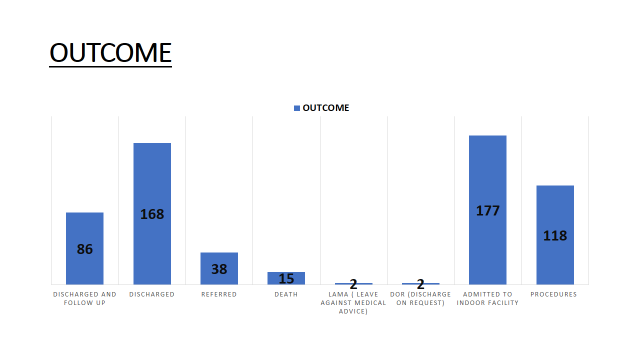 OUTCOME
OUTCOME
86
168
38
15
2
2
177
118
DISCHARGED AND
FOLLOW UP
DISCHARGED
REFERRED
DEATH
LAMA ( LEAVE
AGAINST MEDICAL
ADVICE)
DOR (DISCHARGE
ON REQUEST)
ADMITTED TO
INDOOR FACILITY
PROCEDURES